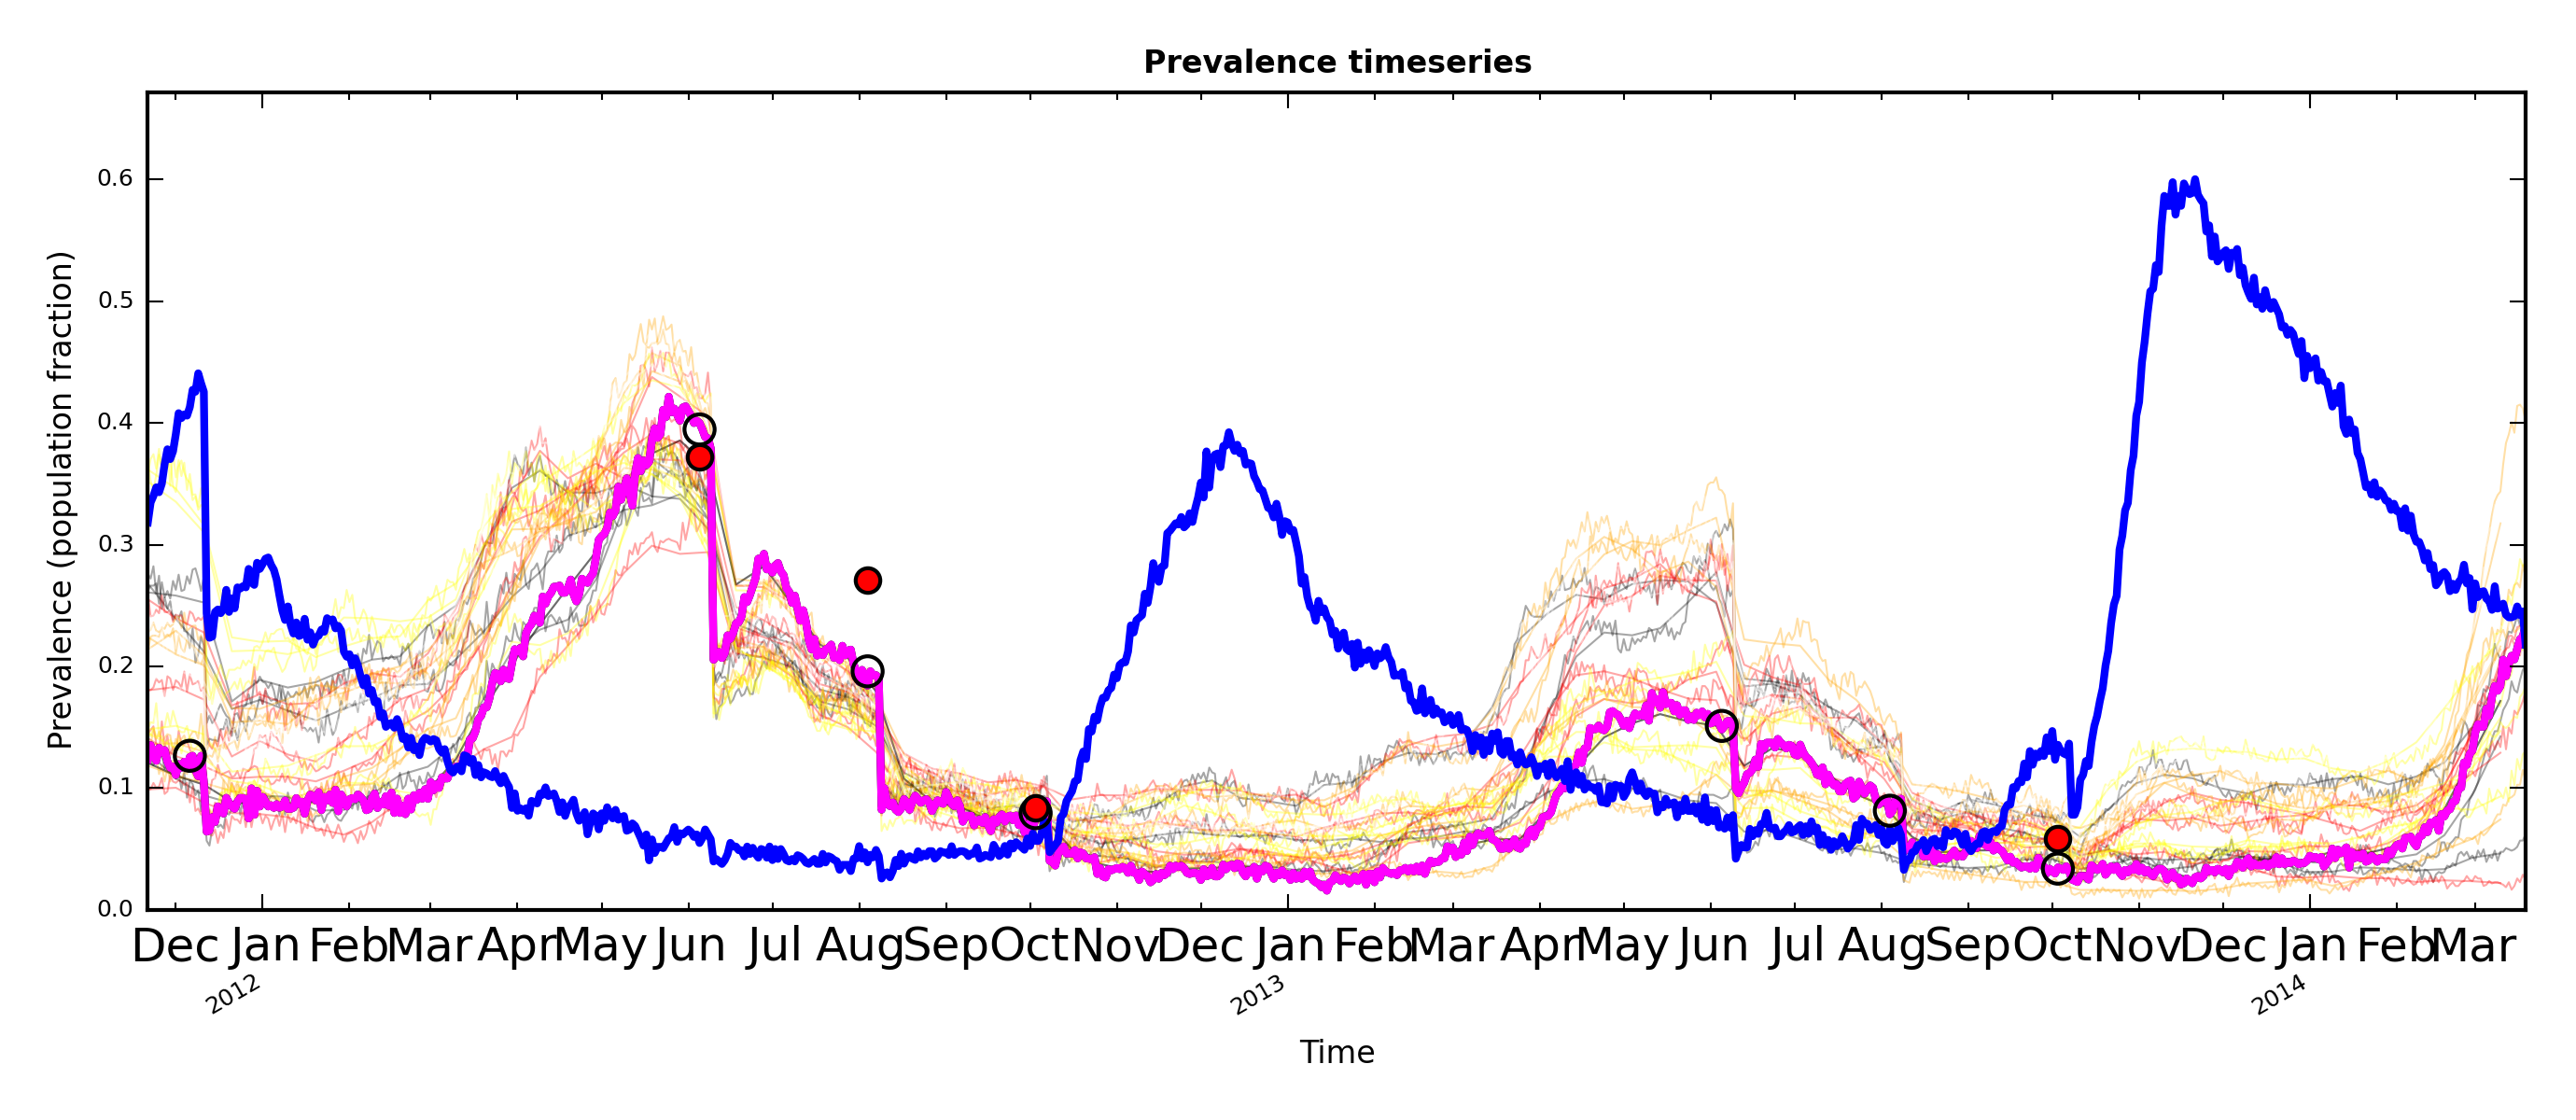 Prevalence timeseries
Prevalence (population fraction)
0.6
0.5
0.4
0.3
0.2
0.1
0.0
Dec Jan Feb Mar Apr May Jun Jul Aug Sep Oct Nov Dec Jan Feb Mar Apr May Jun Jul Aug Sep Oct Nov Dec Jan Feb Mar
2012 2013 2014
Time